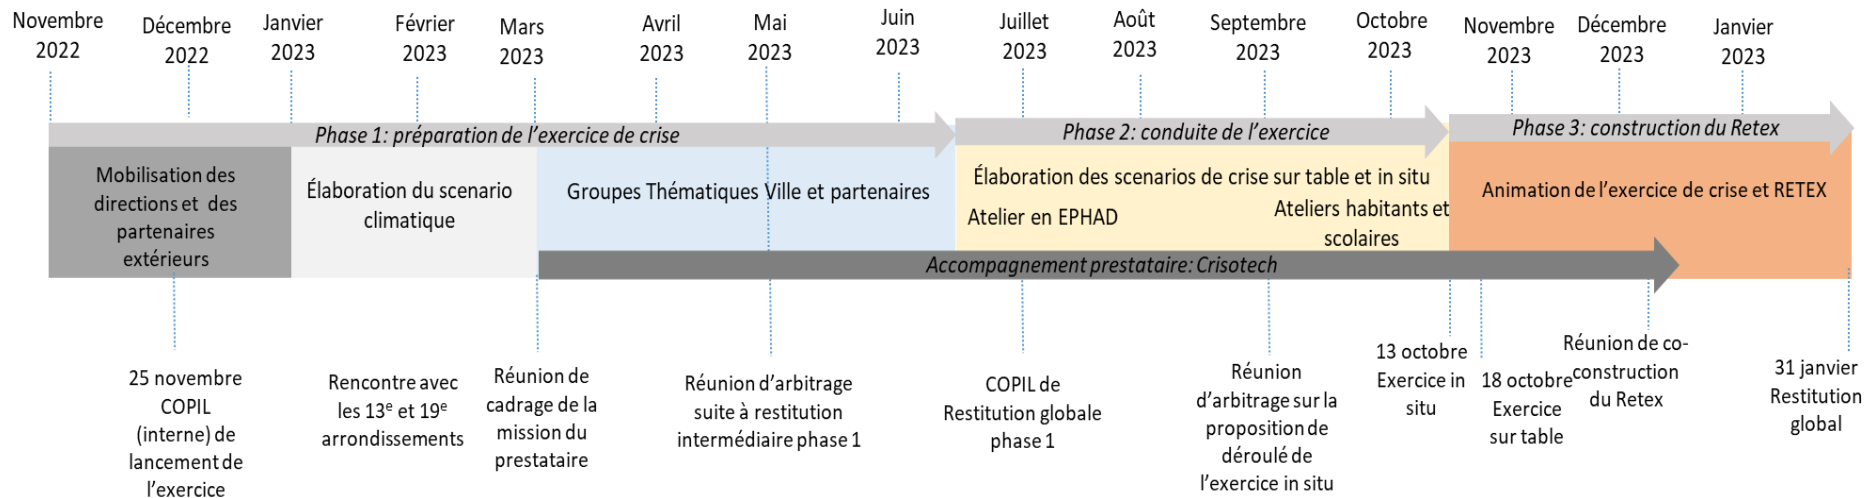 Novembre
2022
Décembre
2022
Janvier
2023
Février
2023
Mars
2023
Avril
2023
Mai
2023
Juin
2023
Juillet
2023
Août
2023
Septembre
2023
Octobre
2023
Novembre
2023
Décembre
2023
Janvier
2023
Phase 1: préparation de l'exercice de crise
Phase 2: conduite de l'exercice
Phase 3: construction du Retex
Mobilisation des
directions et des
partenaires
extérieurs
Élaboration du scenario
climatique
Groupes Thématiques Ville et partenaires
Élaboration des scenarios de crise sur table et in situ
Atelier en EPHAD
Ateliers habitants et
scolaires
Animation de l'exercice de crise et RETEX
Accompagnement prestataire: Crisotech
25 novembre
COPIL
(interne) de
lancement de
l'exercice
Rencontre avec
les 13e et 19e
arrondissements
Réunion de
cadrage de la
mission du
prestataire
Réunion d'arbitrage
suite à restitution
intermédiaire phase 1
COPIL de
Restitution globale
phase 1
Réunion
d'arbitrage sur la
proposition de
déroulé de
l'exercice in situ
13 octobre
Exercice in
situ
18 octobre
Exercice
sur table
Réunion de co-
construction
du Retex
31 janvier
Restitution
global